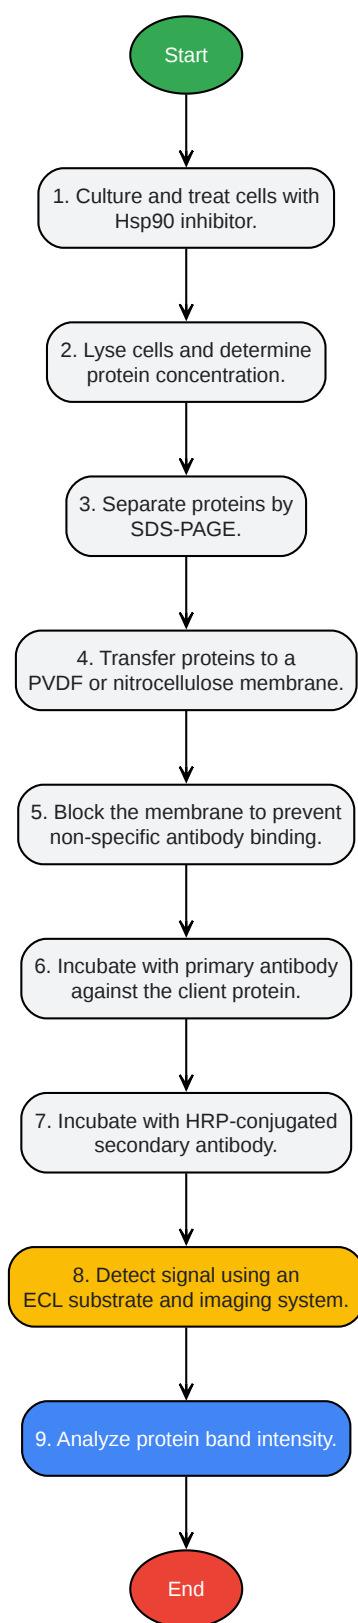 Start
1. Culture and treat cells with
Hsp90 inhibitor.
2. Lyse cells and determine
protein concentration.
3. Separate proteins by
SDS-PAGE.
4. Transfer proteins to a
PVDF or nitrocellulose membrane.
5. Block the membrane to prevent
non-specific antibody binding.
6. Incubate with primary antibody
against the client protein.
7. Incubate with HRP-conjugated
secondary antibody.
8. Detect signal using an
ECL substrate and imaging system.
9. Analyze protein band intensity.
End